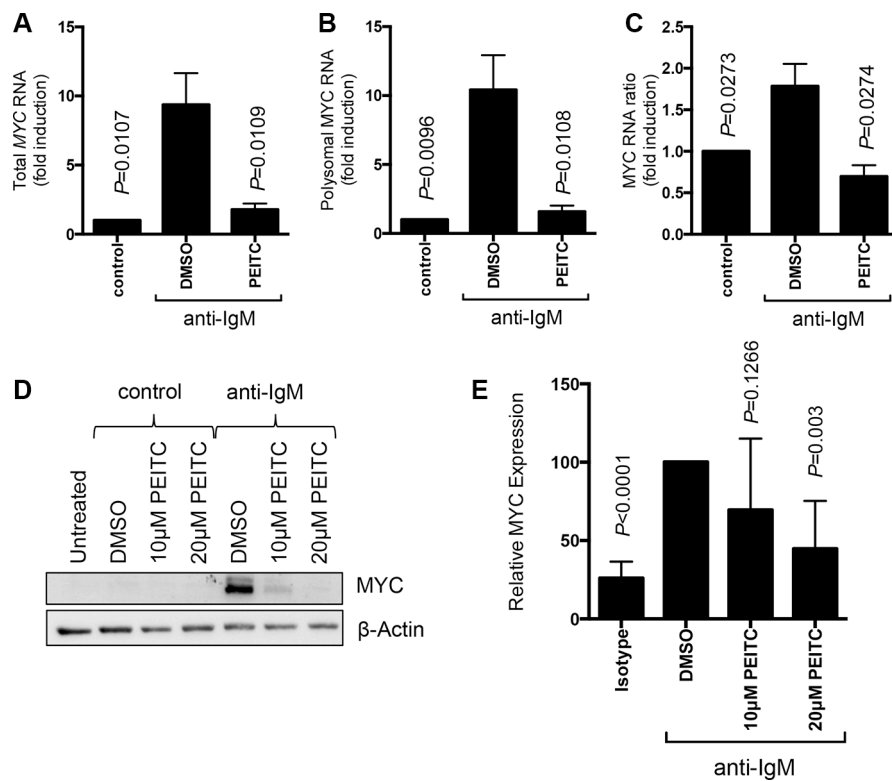 A
Total MYC RNA
(fold induction)
15
10
5
0
P=0.0107
P=0.0109
control
DMSO
PEITC
anti-IgM
B
Polysomal MYC RNA
(fold induction)
15
10
5
0
P=0.0096
P=0.0108
control
DMSO
PEITC
anti-IgM
C
MYC RNA ratio
(fold induction)
2.5
2.0
1.5
1.0
0.5
0.0
P=0.0273
P=0.0274
control
DMSO
PEITC
anti-IgM
D
control
anti-IgM
Untreated
DMSO
10µM PEITC
20µM PEITC
DMSO
10µM PEITC
20µM PEITC
MYC
β-Actin
E
Relative MYC Expression
150
100
50
0
P<0.0001
P=0.1266
P=0.003
Isotype
DMSO
10µM PEITC
20µM PEITC
anti-IgM